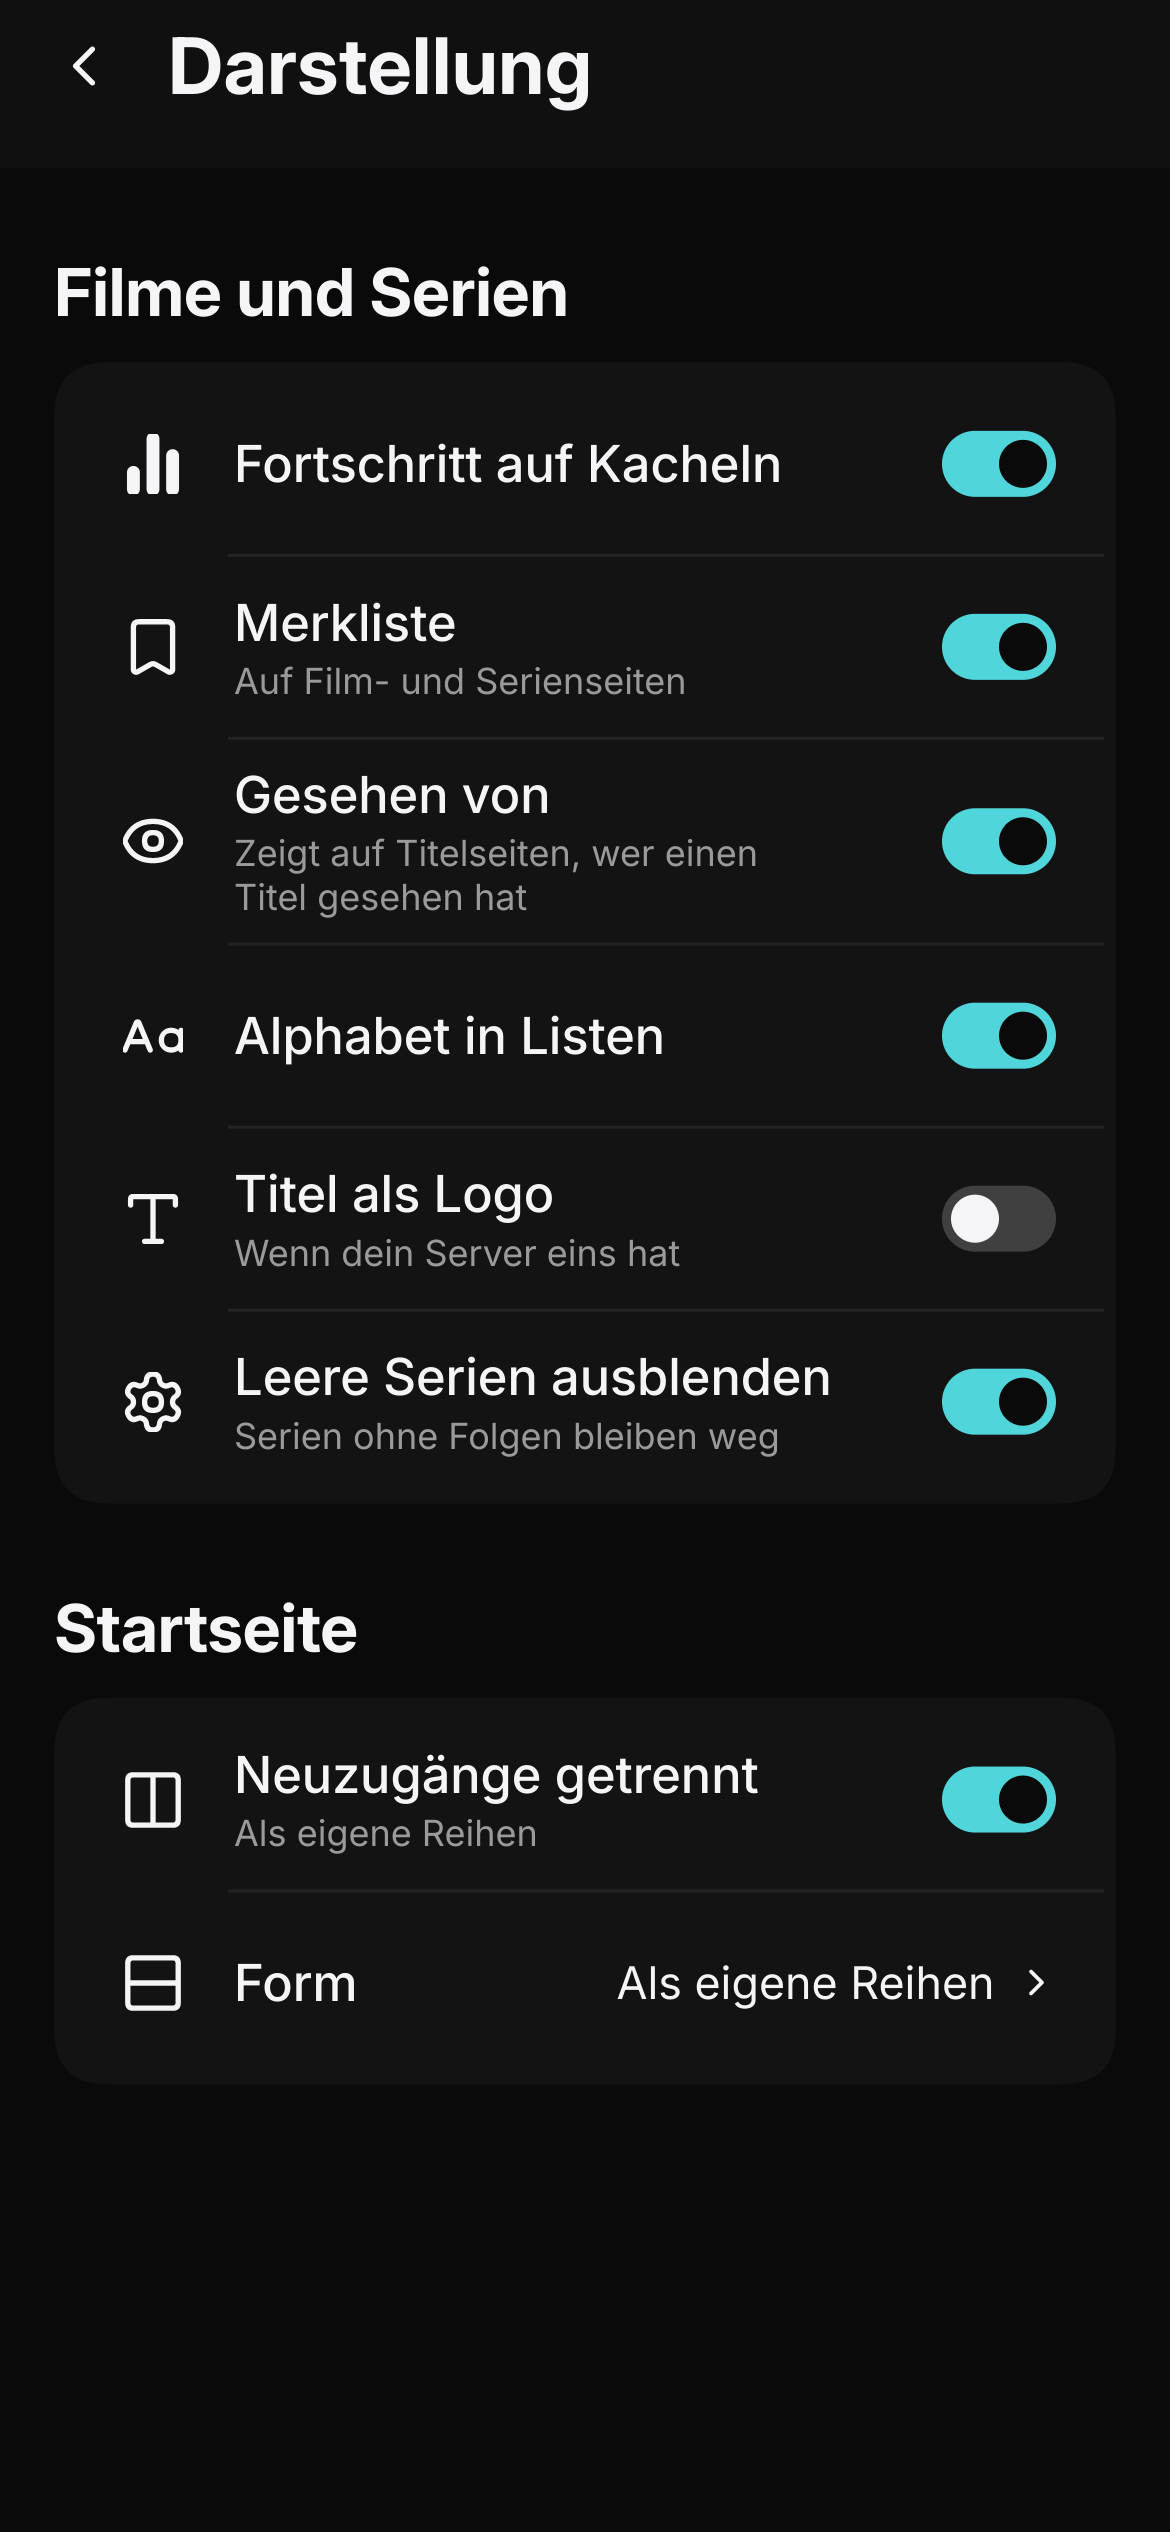 Darstellung
Filme und Serien
Fortschritt auf Kacheln
Merkliste
Auf Film- und Serienseiten
Gesehen von
Zeigt auf Titelseiten, wer einen
Titel gesehen hat
Aa Alphabet in Listen
Titel als Logo
Wenn dein Server eins hat
Leere Serien ausblenden
Serien ohne Folgen bleiben weg
Startseite
Neuzugänge getrennt
Als eigene Reihen
Form Als eigene Reihen